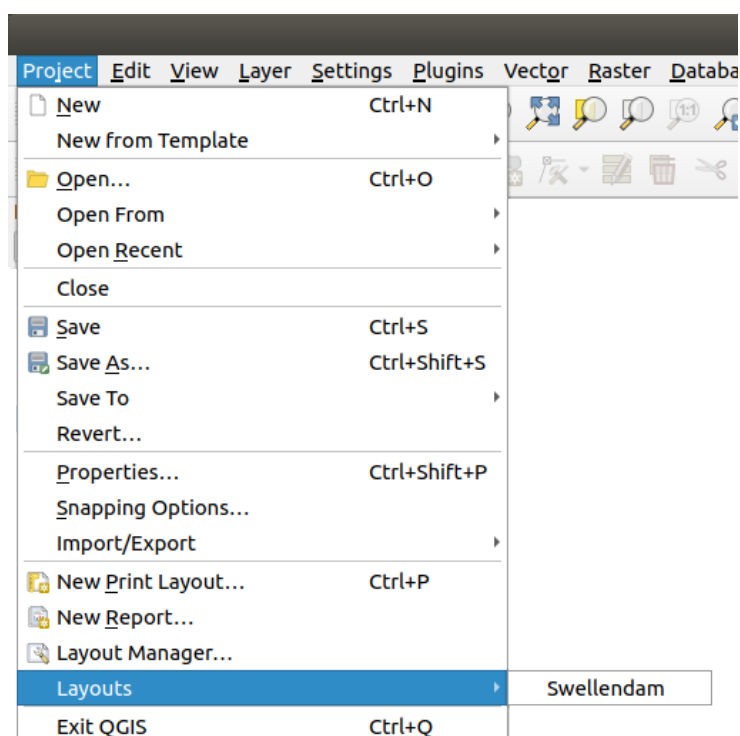 Project Edit View Layer Settings Plugins Vector Raster
New Ctrl+N
New from Template
Open... Ctrl+O
Open From
Open Recent
Close
Save Ctrl+S
Save As... Ctrl+Shift+S
Save To
Revert...
Properties... Ctrl+Shift+P
Snapping Options...
Import/Export
New Print Layout... Ctrl+P
New Report...
Layout Manager...
Layouts Swellendam
Exit QGIS Ctrl+Q